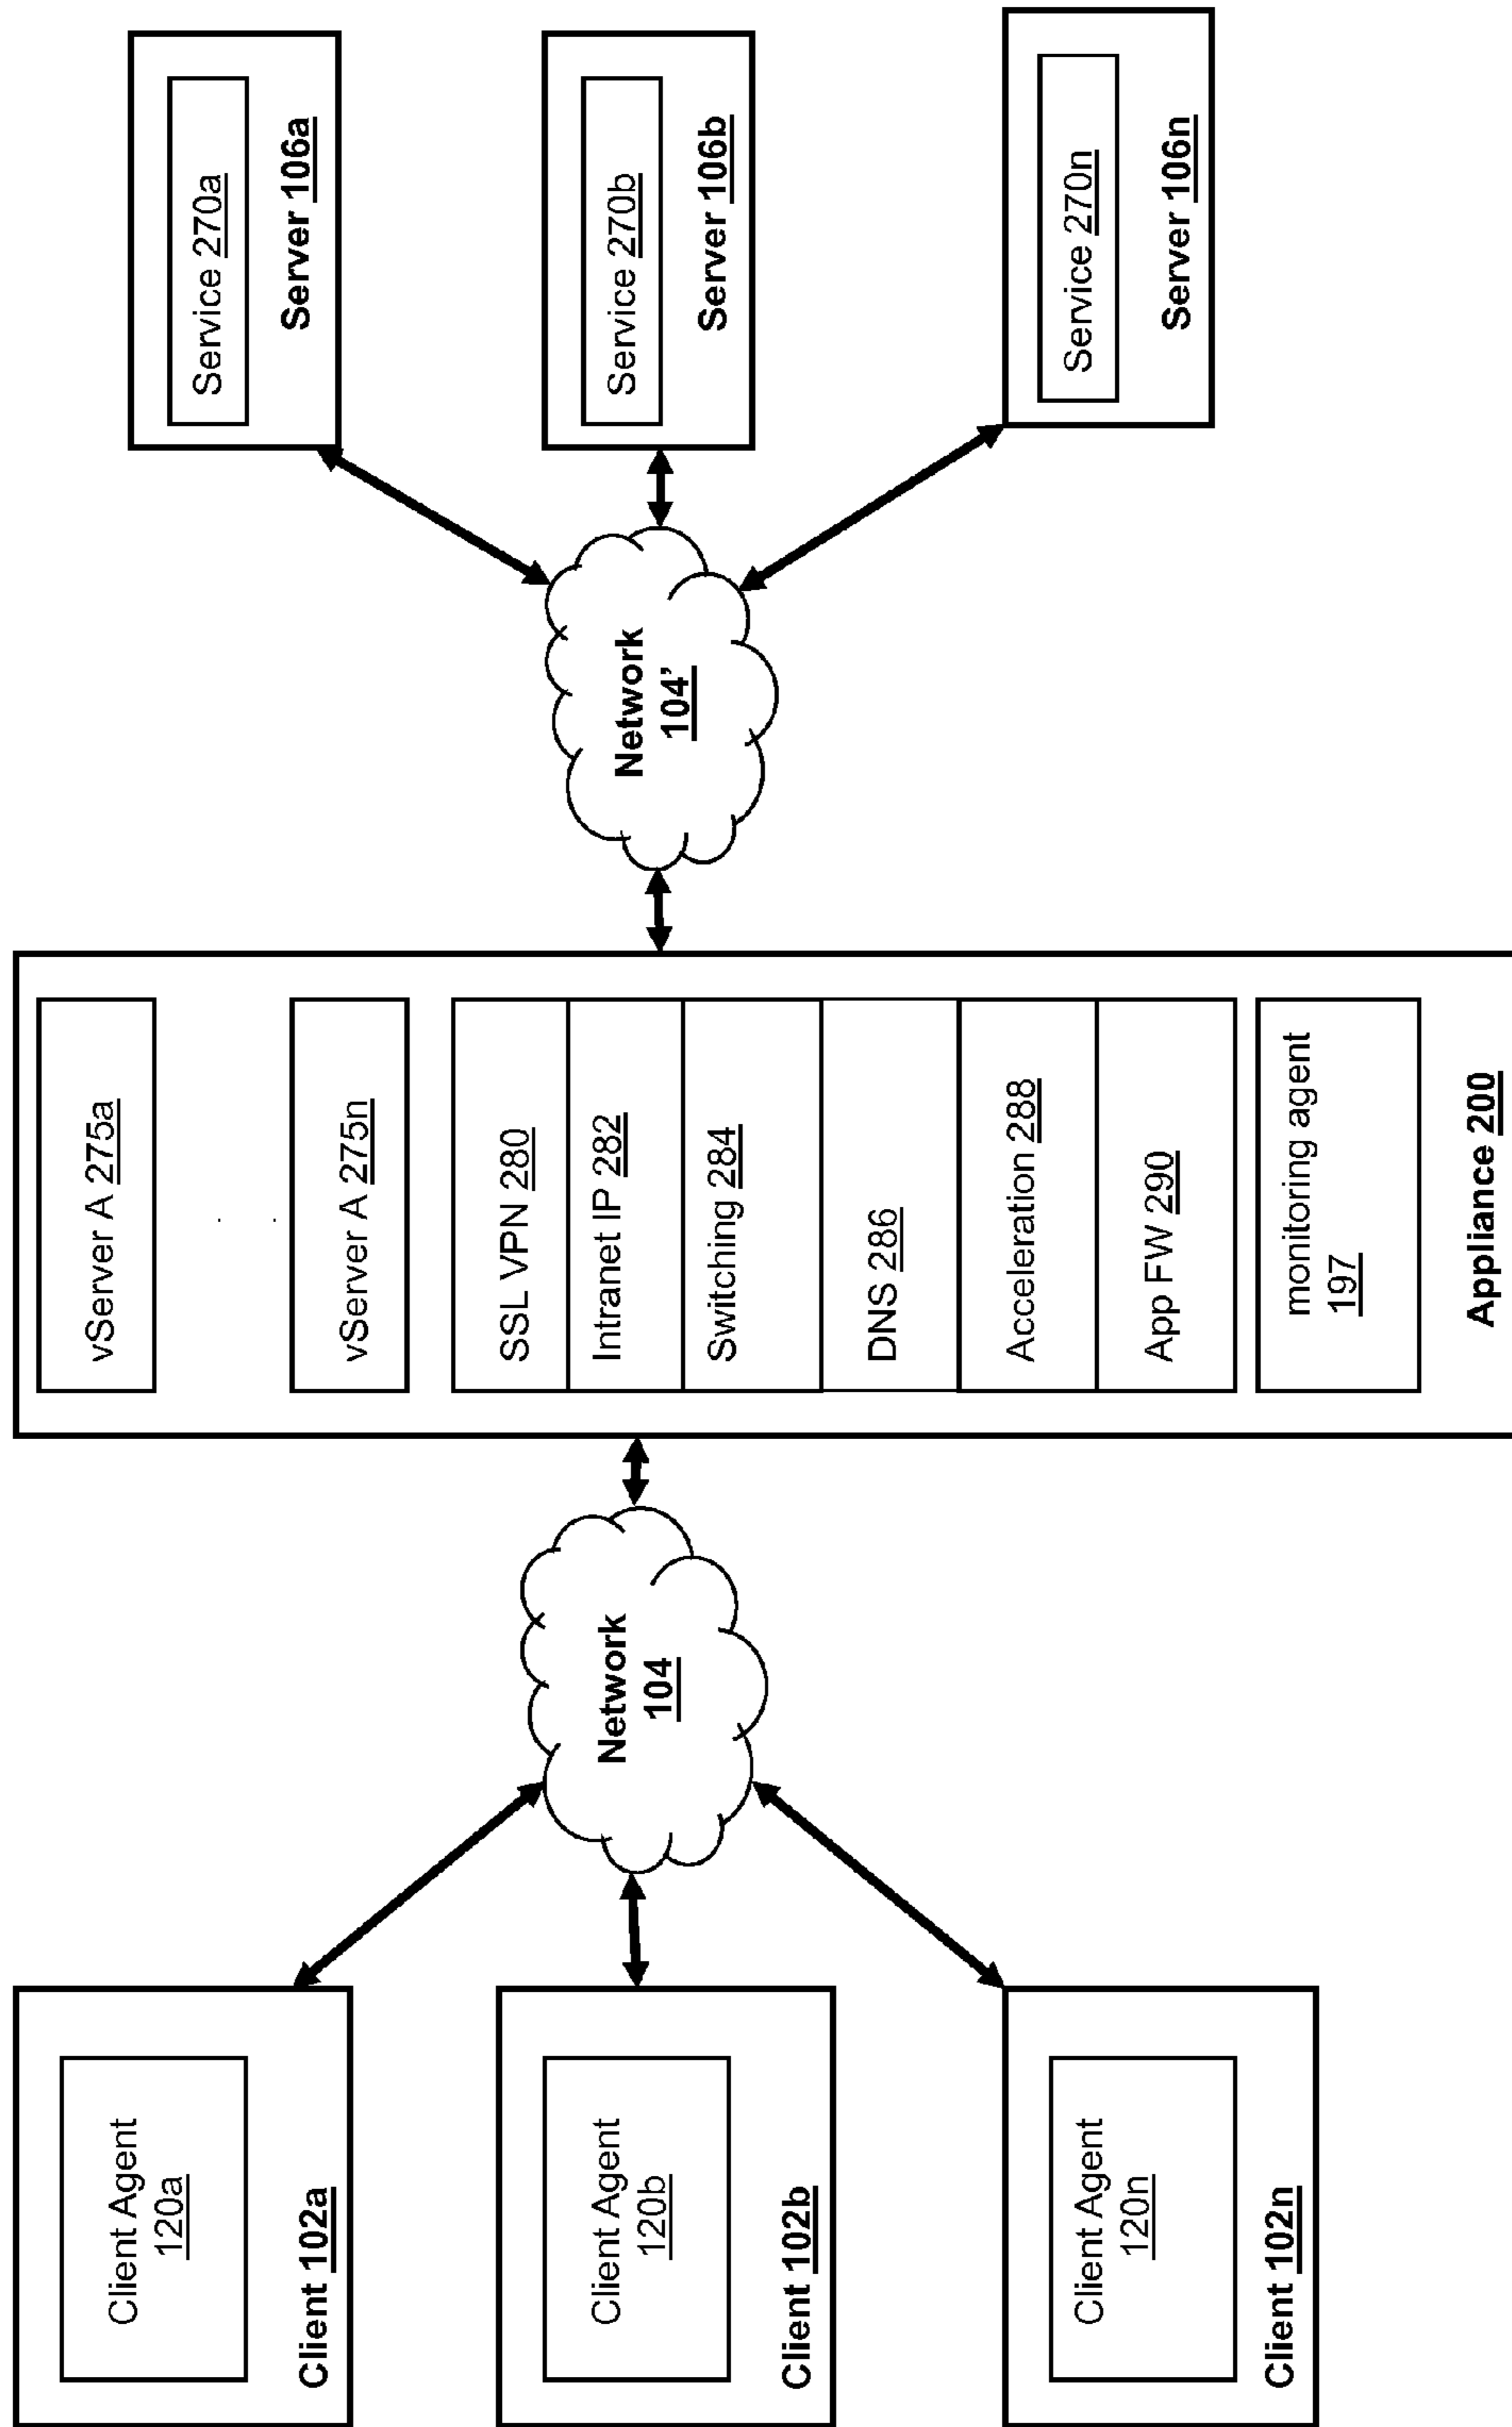 Client Agent
120a
Client 102a
Client Agent
120b
Client 102b
Client Agent
120n
Client 102n
Network
104
vServer A 275a
vServer A 275n
SSL VPN 280
Intranet IP 282
Switching 284
DNS 286
Acceleration 288
App FW 290
monitoring agent
197
Appliance 200
Network
104'
Service 270a
Server 106a
Service 270b
Server 106b
Service 270n
Server 106n